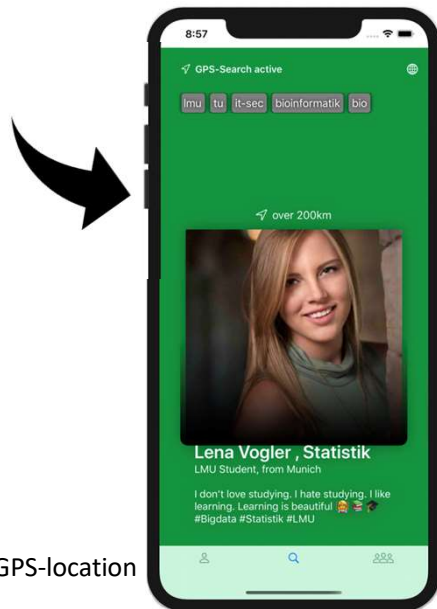 8:57
GPS-Search active
lmu tu it-sec bioinformatik bio
over 200km
Lena Vogler , Statistik
LMU Student, from Munich
I don't love studying. I hate studying. I like
learning. Learning is beautiful 👩‍🎓 📚 🎓
#Bigdata #Statistik #LMU
GPS-location